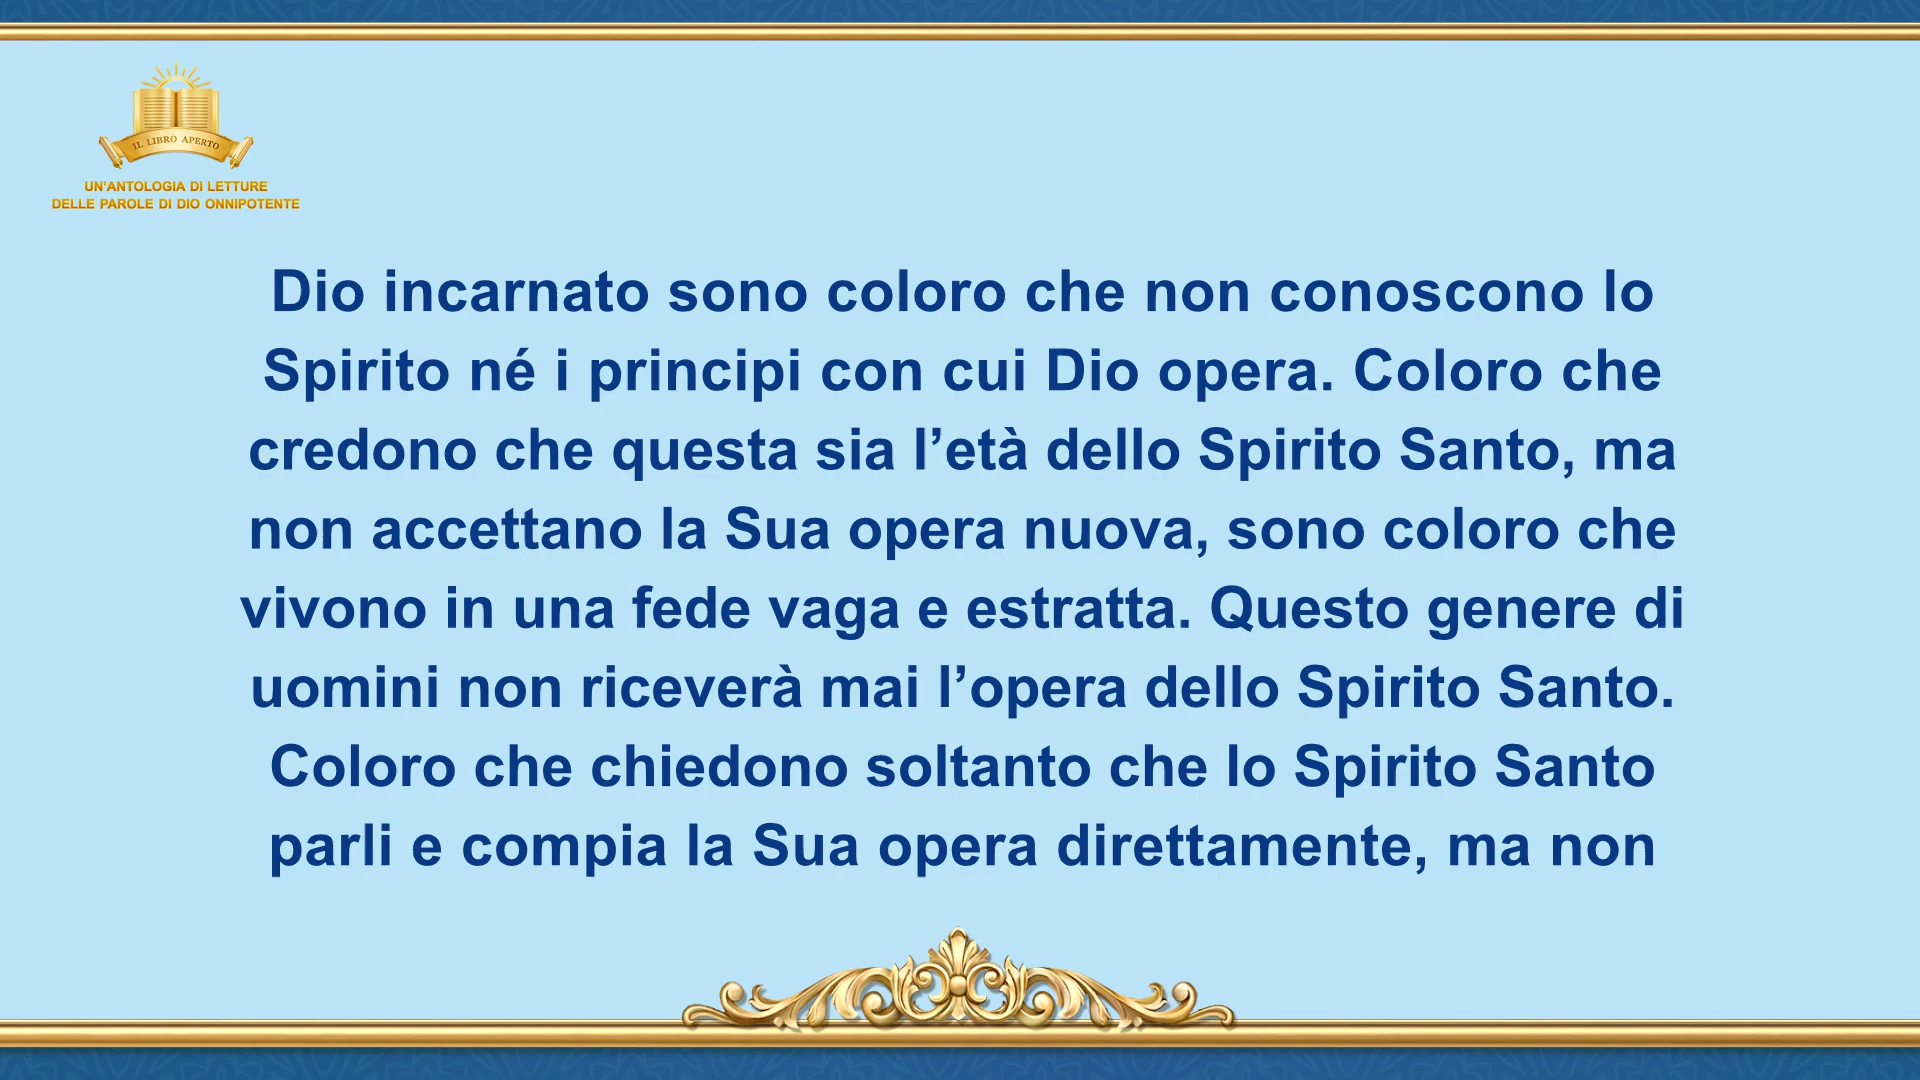 IL LIBRO APERTO
UN’ANTOLOGIA DI LETTURE
DELLE PAROLE DI DIO ONNIPOTENTE
Dio incarnato sono coloro che non conoscono lo
Spirito né i principi con cui Dio opera. Coloro che
credono che questa sia l’età dello Spirito Santo, ma
non accettano la Sua opera nuova, sono coloro che
vivono in una fede vaga e estratta. Questo genere di
uomini non riceverà mai l’opera dello Spirito Santo.
Coloro che chiedono soltanto che lo Spirito Santo
parli e compia la Sua opera direttamente, ma non